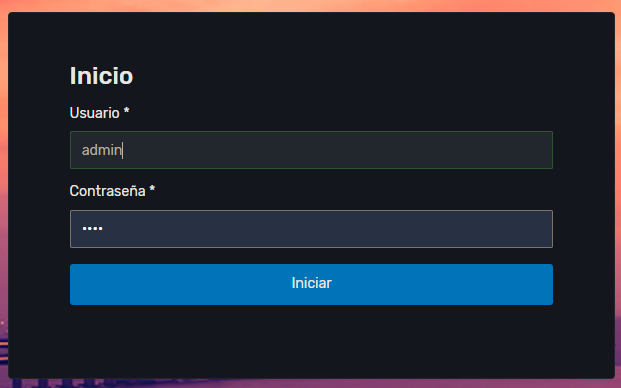 Inicio
Usuario *
admin
Contraseña *
••••
Iniciar